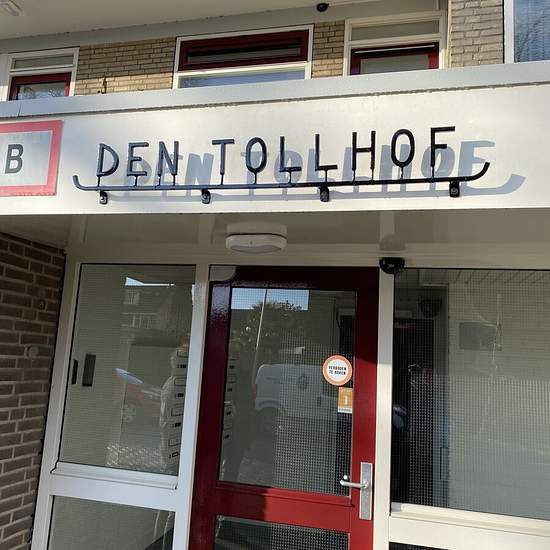 B
DEN TOLLHOF
VERBODEN
TE ROKEN